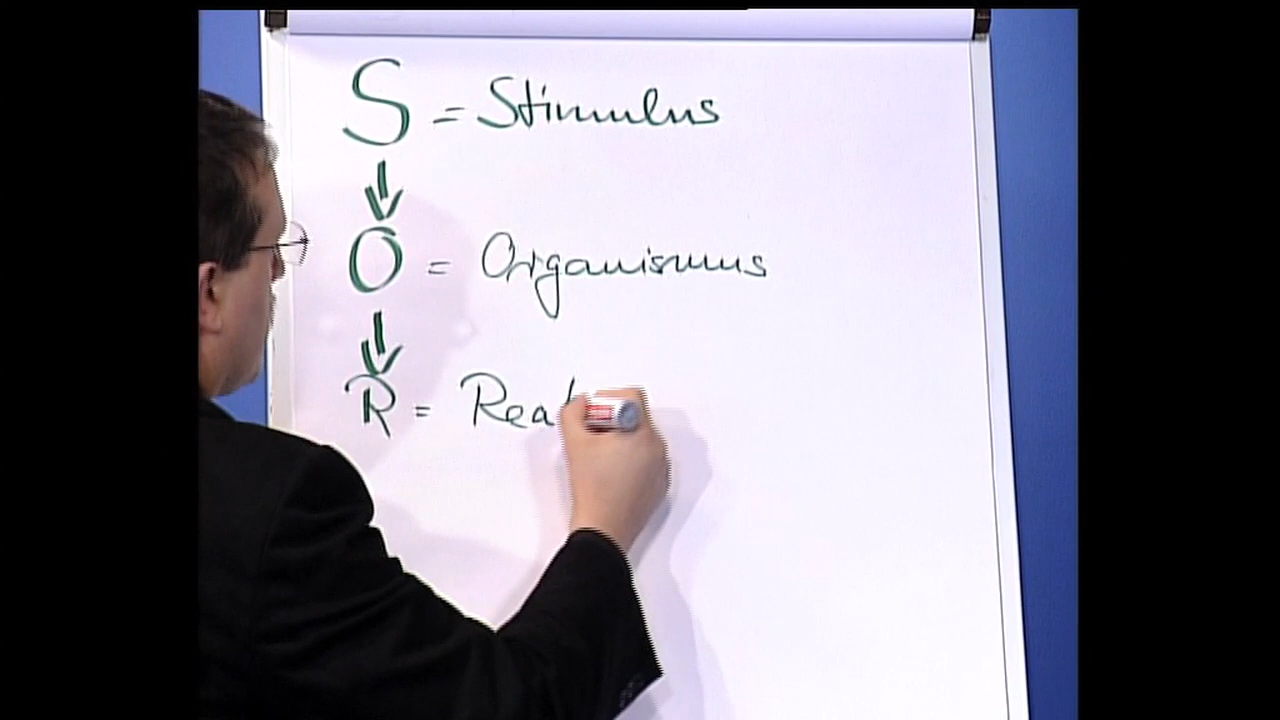 S = Stimulus
O = Organismus
R = Rea